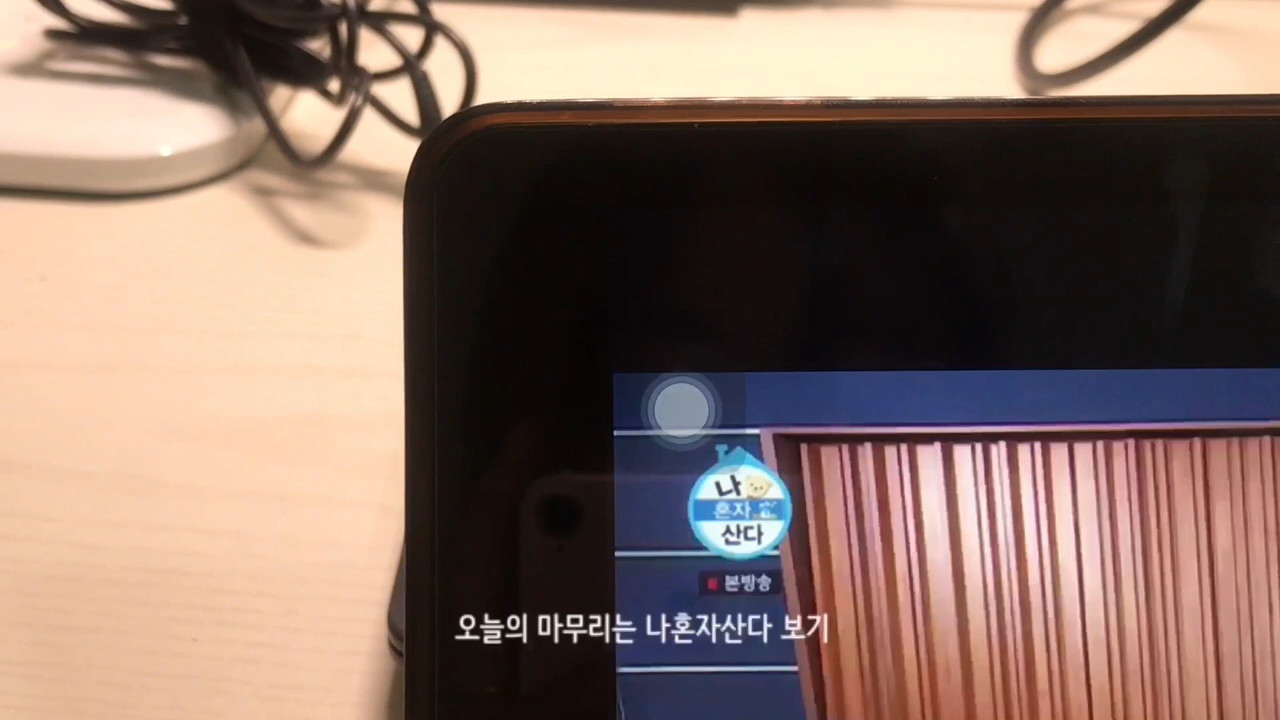 나
혼자
산다
본방송
오늘의 마무리는 나혼자산다 보기